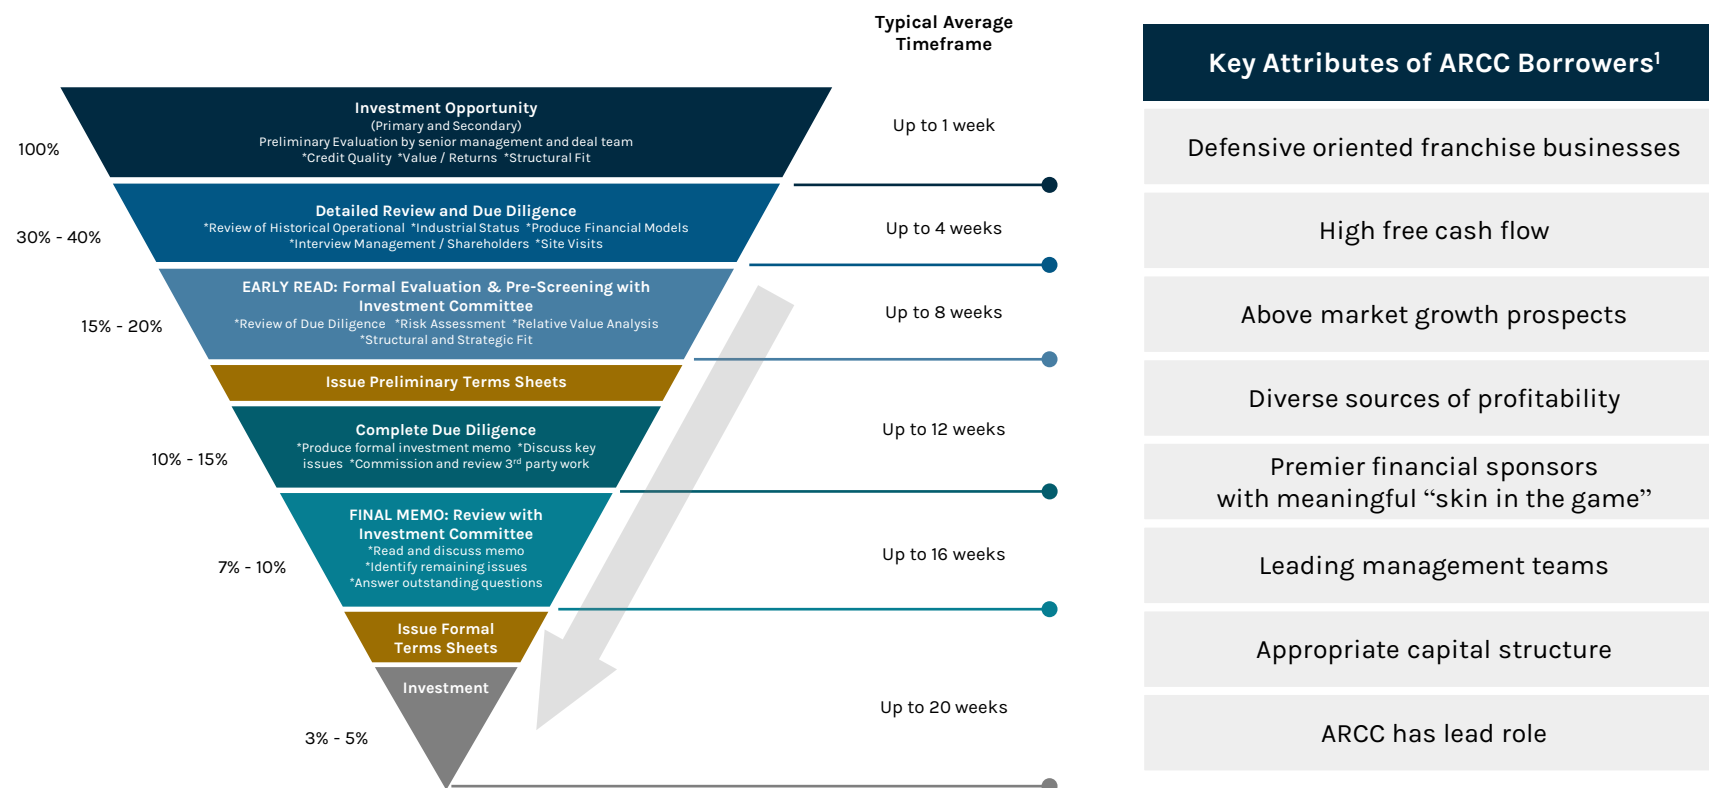 Typical Average
Timeframe
100%
Investment Opportunity
(Primary and Secondary)
Preliminary Evaluation by senior management and deal team
*Credit Quality *Value / Returns *Structural Fit
Up to 1 week
30% - 40%
Detailed Review and Due Diligence
*Review of Historical Operational *Industrial Status *Produce Financial Models
*Interview Management / Shareholders *Site Visits
Up to 4 weeks
15% - 20%
EARLY READ: Formal Evaluation & Pre-Screening with
Investment Committee
*Review of Due Diligence *Risk Assessment *Relative Value Analysis
*Structural and Strategic Fit
Up to 8 weeks
Issue Preliminary Terms Sheets
10% - 15%
Complete Due Diligence
*Produce formal investment memo *Discuss key
issues *Commission and review 3rd party work
Up to 12 weeks
7% - 10%
FINAL MEMO: Review with
Investment Committee
*Read and discuss memo
*Identify remaining issues
*Answer outstanding questions
Up to 16 weeks
Issue Formal
Terms Sheets
3% - 5%
Investment
Up to 20 weeks
Key Attributes of ARCC Borrowers1
Defensive oriented franchise businesses
High free cash flow
Above market growth prospects
Diverse sources of profitability
Premier financial sponsors
with meaningful “skin in the game”
Leading management teams
Appropriate capital structure
ARCC has lead role